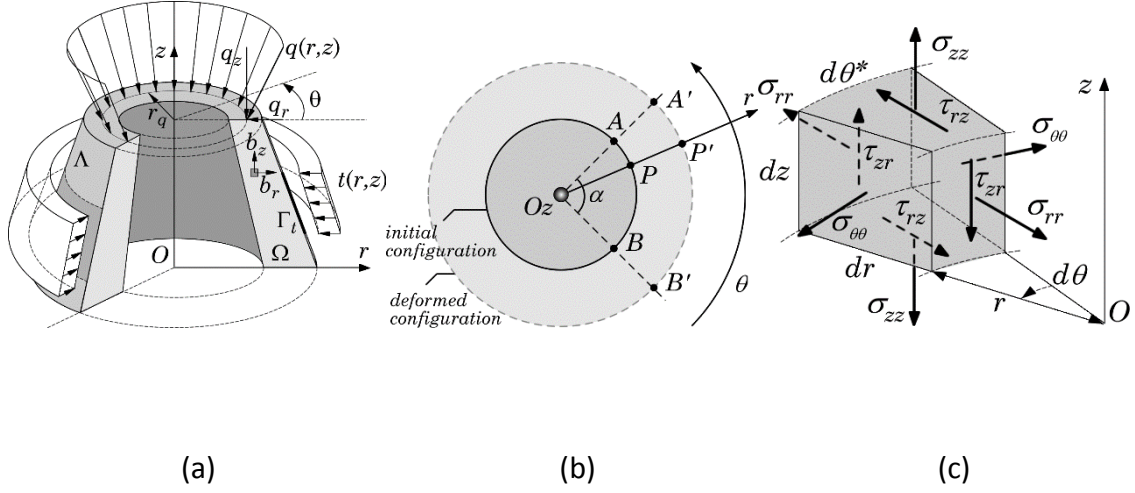 z
q_z
q(r,z)
θ
r_q
q_r
Λ
b_z
b_r
t(r,z)
Γ_t
O
Ω
r
A'
A
r
P'
P
Oz
α
B
initial
configuration
B'
θ
deformed
configuration
σ_zz
dθ*
z
σ_rr
τ_rz
σ_θθ
τ_zr
dz
τ_zr
τ_rz
σ_rr
σ_θθ
dr
dθ
r
σ_zz
O
(a)
(b)
(c)